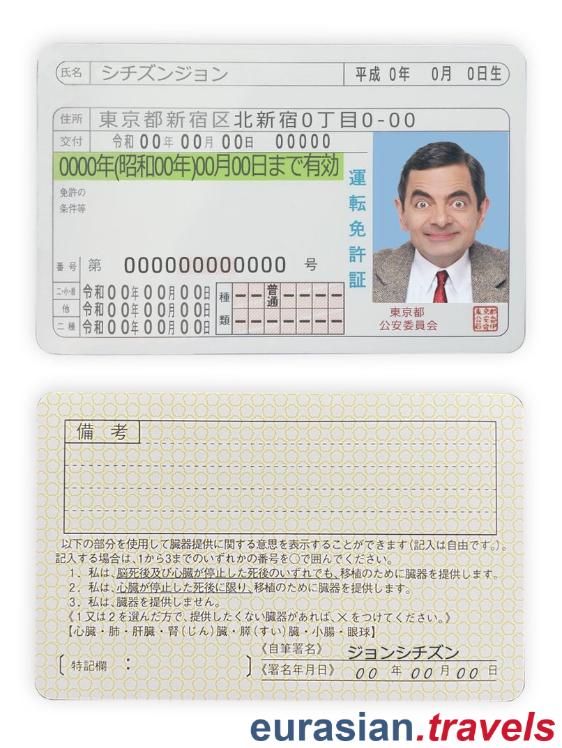 氏名 シチズンジョン 平成 0年 0月 0日生
住所 東京都新宿区北新宿0丁目0-00
交付 令和00年00月00日 00000
0000年(昭和00年)00月00日まで有効
免許の
条件等
運転免許証
番号 第 000000000000 号
二・小・原 令和00年00月00日
他 令和00年00月00日
二種 令和00年00月00日
種類 普通
東京都
公安委員会
備考
以下の部分を使用して臓器提供に関する意思を表示することができます(記入は自由です。)。
記入する場合は、1から3までのいずれかの番号を○で囲んでください。
1. 私は、脳死後及び心臓が停止した死後のいずれでも、移植のために臓器を提供します。
2. 私は、心臓が停止した死後に限り、移植のために臓器を提供します。
3. 私は、臓器を提供しません。
《1又は2を選んだ方で、提供したくない臓器があれば、×をつけてください。》
【心臓・肺・肝臓・腎(じん)臓・膵(すい)臓・小腸・眼球】
〔特記欄: 〕
《自筆署名》 ジョンシチズン
《署名年月日》 00 年 00 月 00 日
eurasian.travels